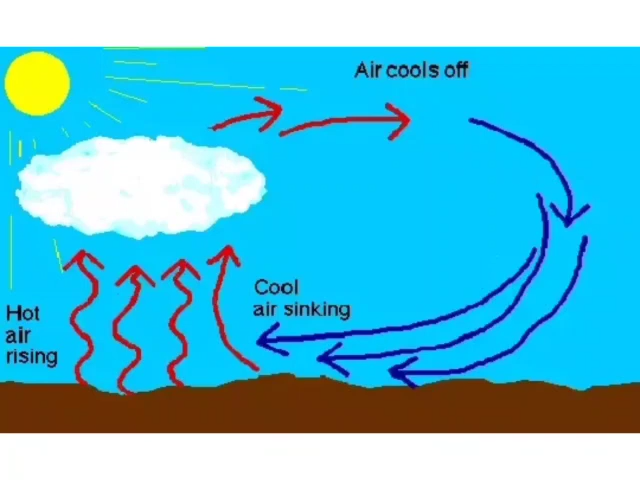 Air cools off
Cool
air sinking
Hot
air
rising